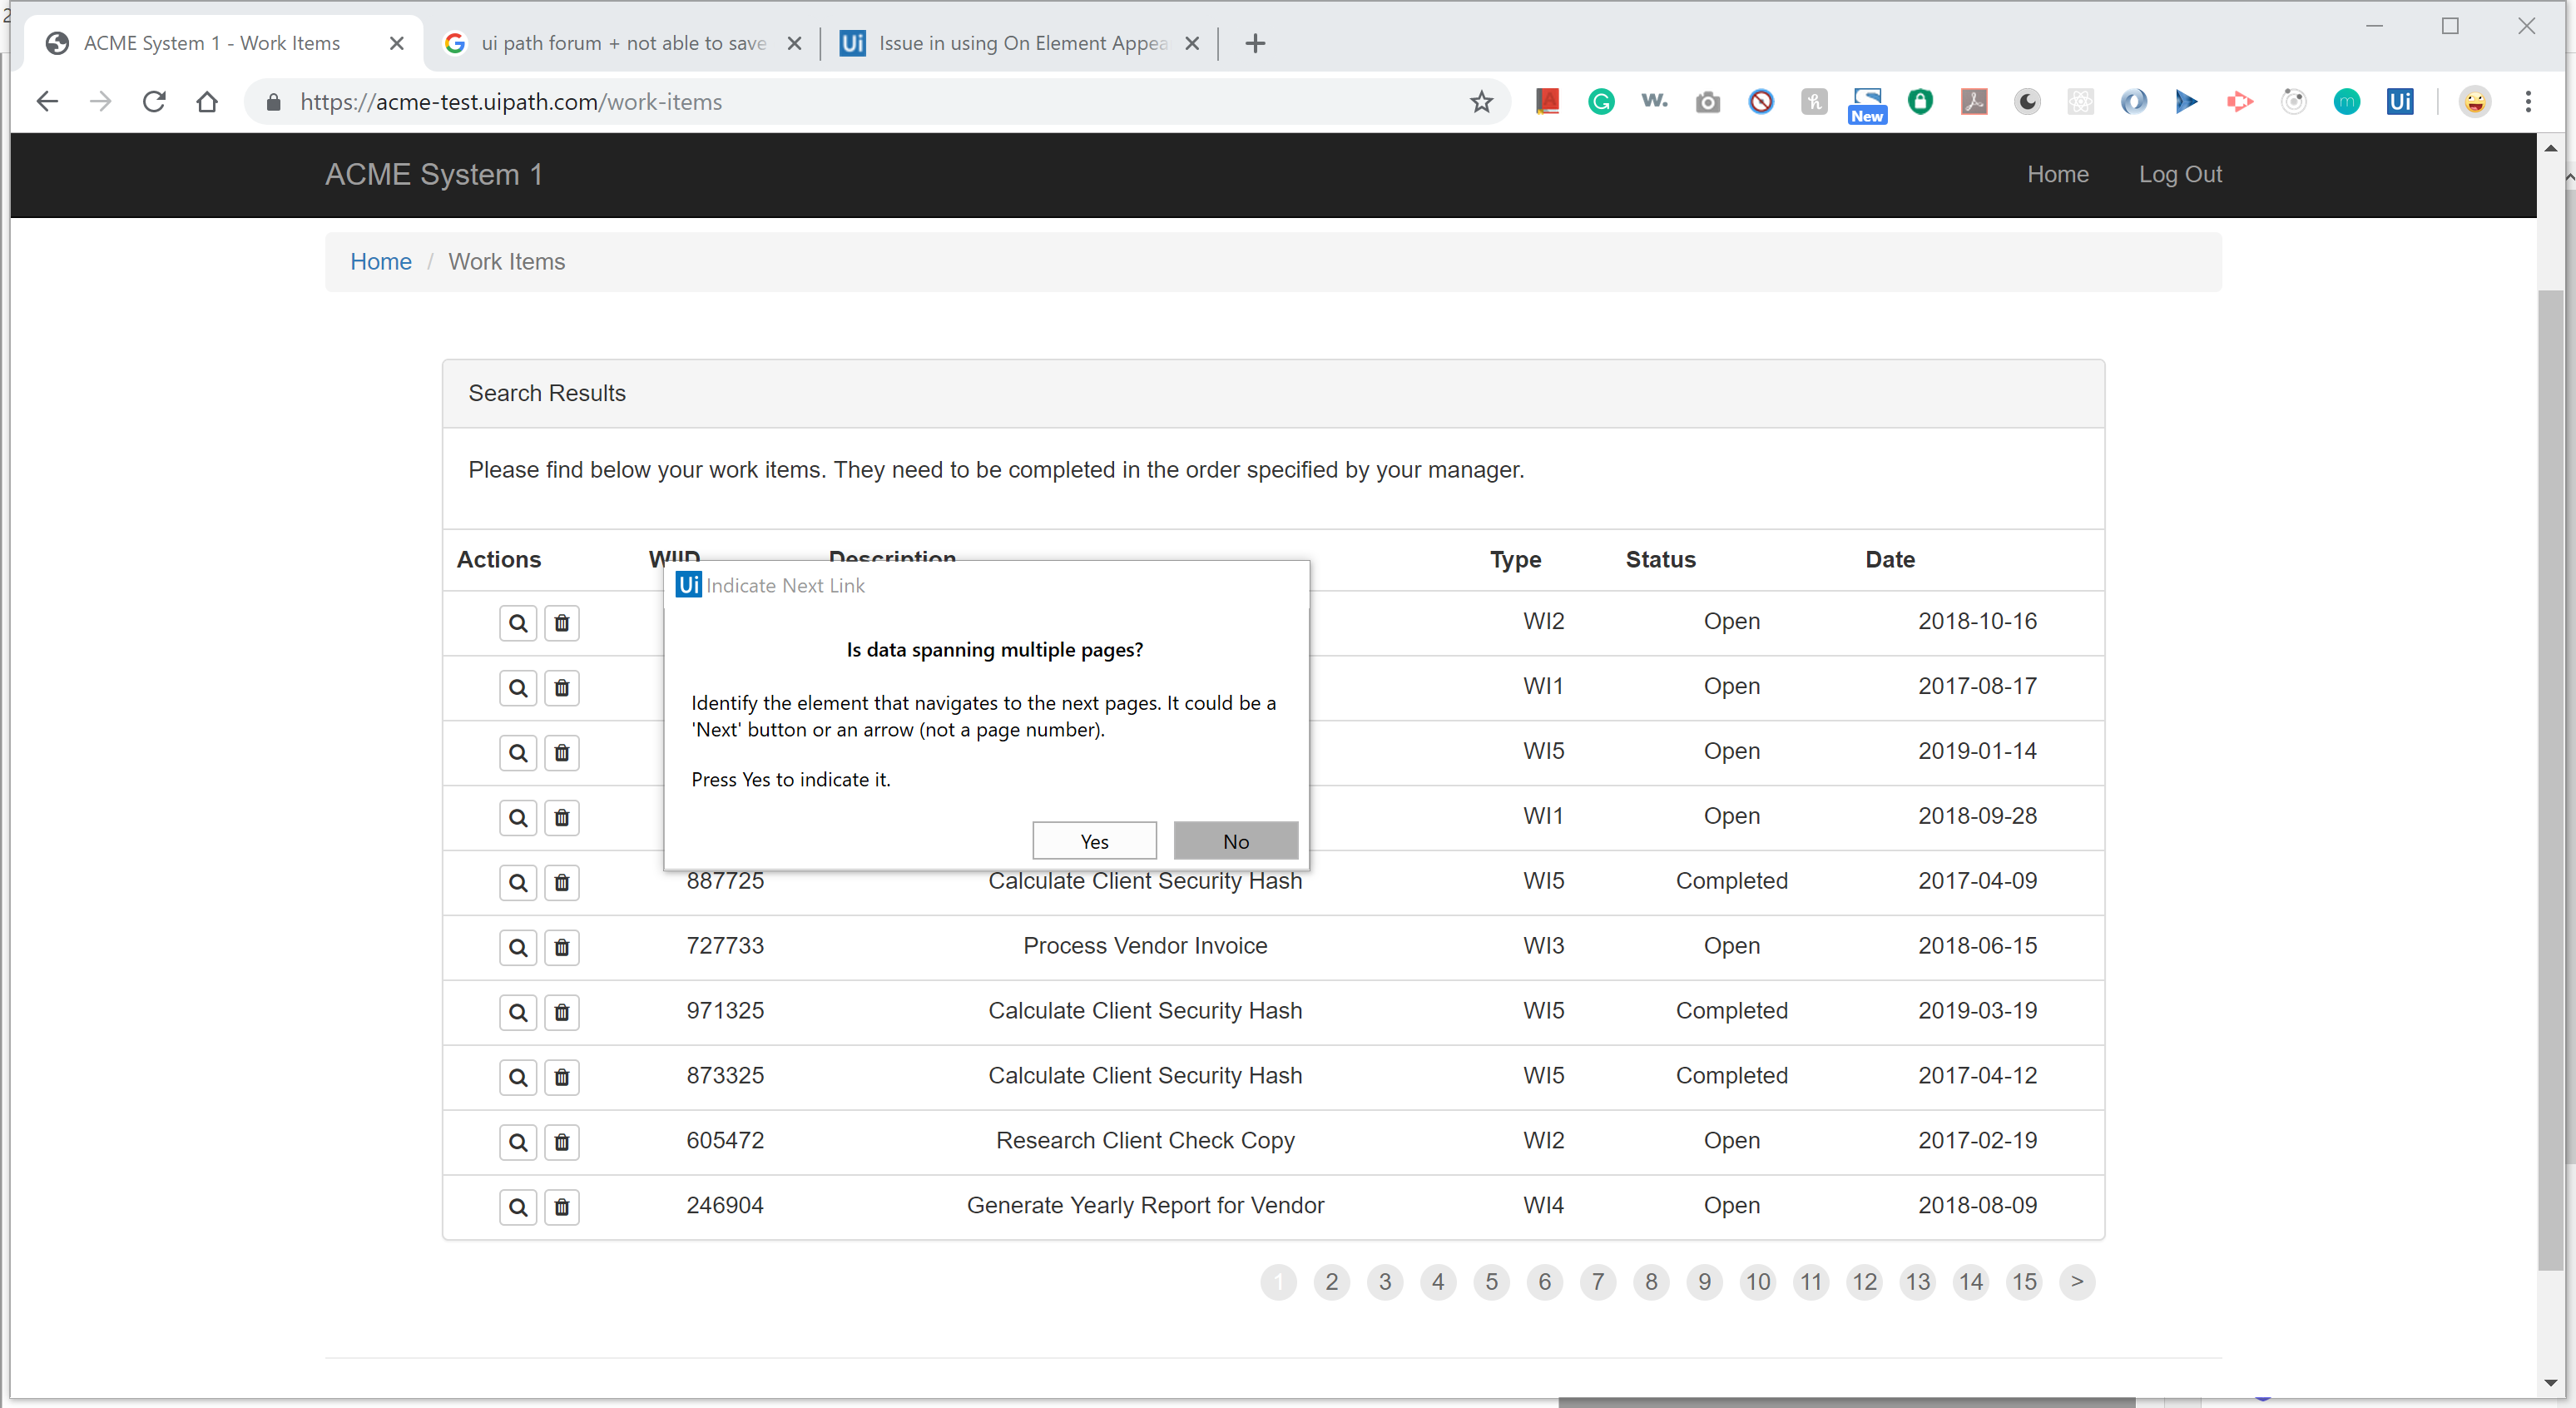 ACME System 1 - Work Items
ui path forum + not able to save
Ui Issue in using On Element Appea
https://acme-test.uipath.com/work-items
New
Ui
ACME System 1 Home Log Out
Home / Work Items
Search Results
Please find below your work items. They need to be completed in the order specified by your manager.
Actions WIID Description Type Status Date
Ui Indicate Next Link
Is data spanning multiple pages?
Identify the element that navigates to the next pages. It could be a
'Next' button or an arrow (not a page number).
Press Yes to indicate it.
Yes No
WI2 Open 2018-10-16
WI1 Open 2017-08-17
WI5 Open 2019-01-14
WI1 Open 2018-09-28
887725 Calculate Client Security Hash WI5 Completed 2017-04-09
727733 Process Vendor Invoice WI3 Open 2018-06-15
971325 Calculate Client Security Hash WI5 Completed 2019-03-19
873325 Calculate Client Security Hash WI5 Completed 2017-04-12
605472 Research Client Check Copy WI2 Open 2017-02-19
246904 Generate Yearly Report for Vendor WI4 Open 2018-08-09
1 2 3 4 5 6 7 8 9 10 11 12 13 14 15 >